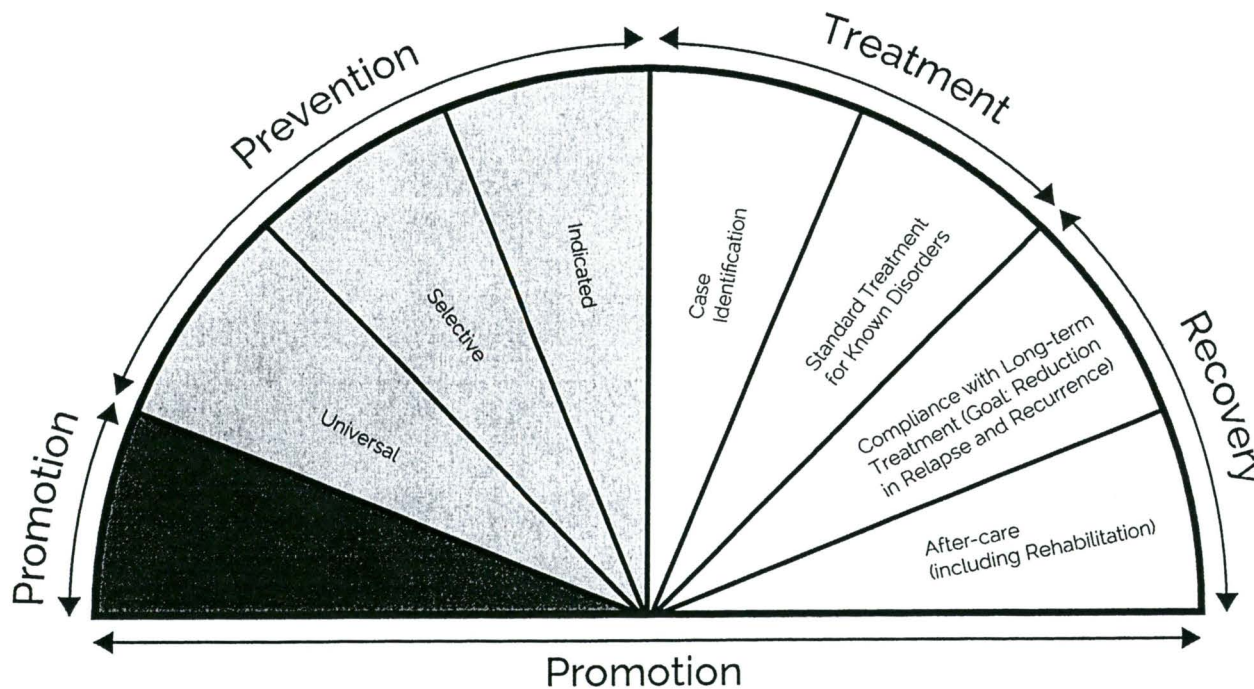 Promotion
Prevention
Treatment
Recovery
Universal
Selective
Indicated
Case
Identification
Standard Treatment
for Known Disorders
Compliance with Long-term
Treatment (Goal: Reduction
in Relapse and Recurrence)
After-care
(including Rehabilitation)
Promotion